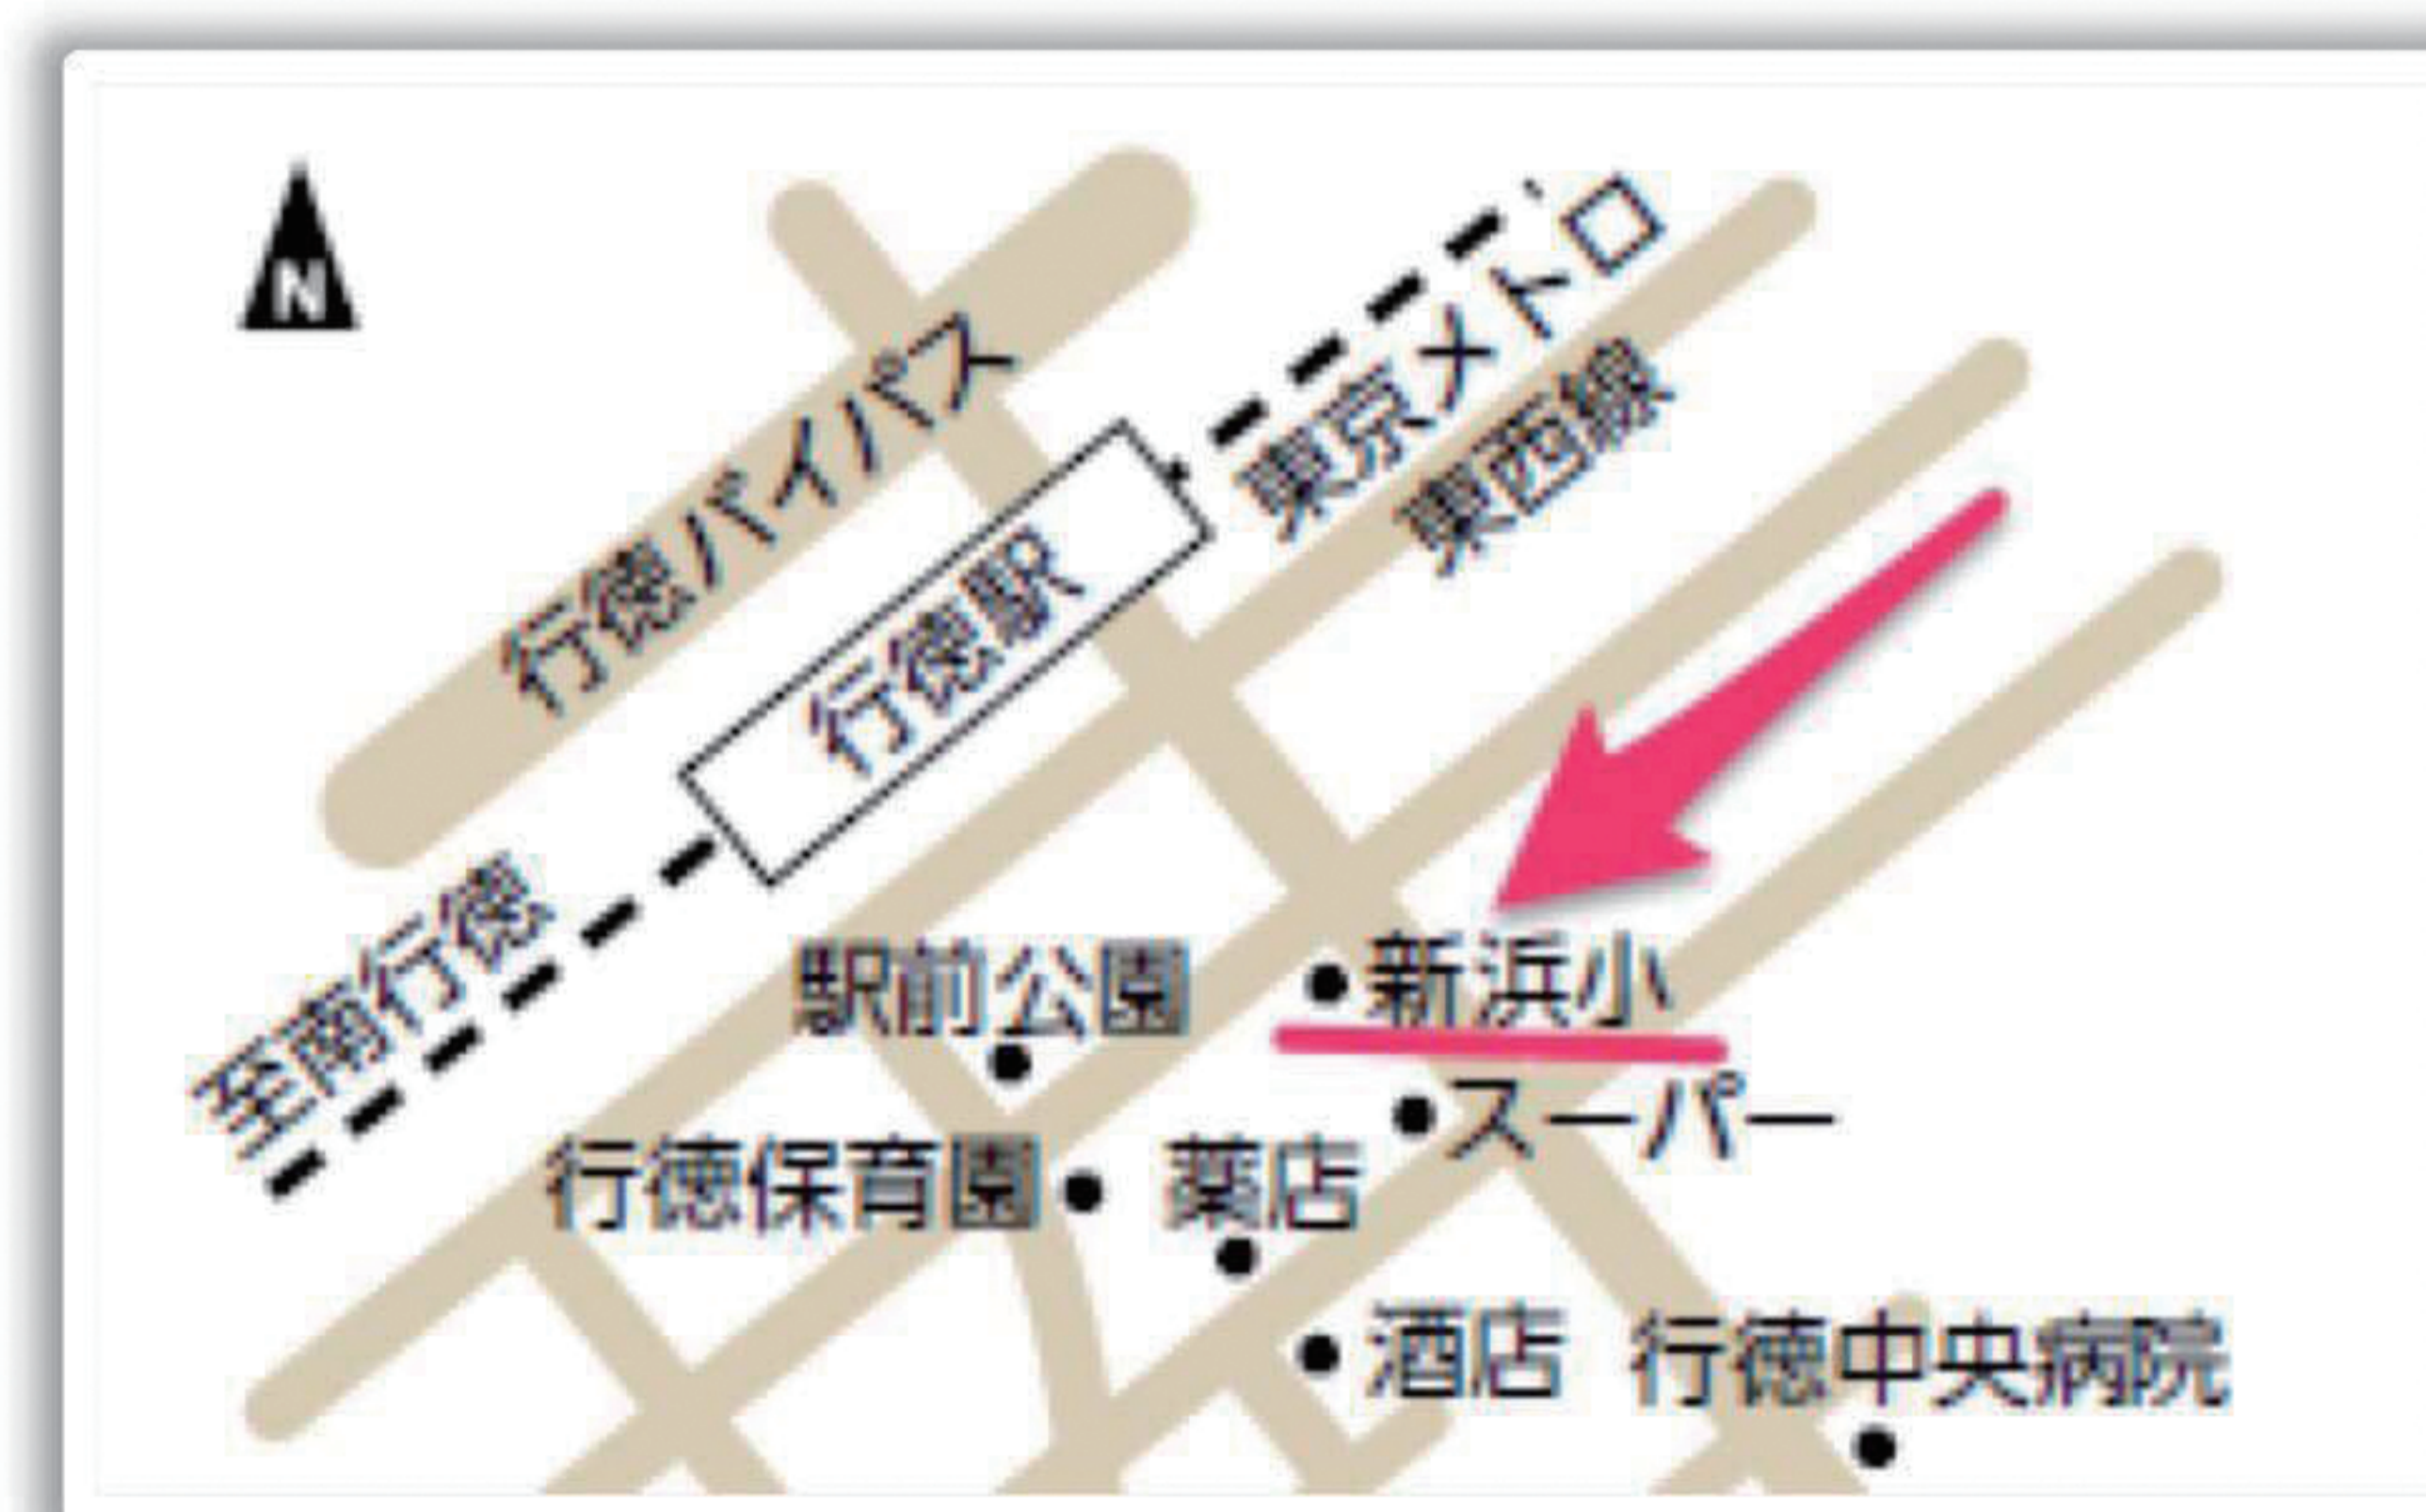 N
東京メトロ
東西線
行徳バイパス
行徳駅
至南行徳
駅前公園
新浜小
スーパー
行徳保育園
薬店
酒店
行徳中央病院